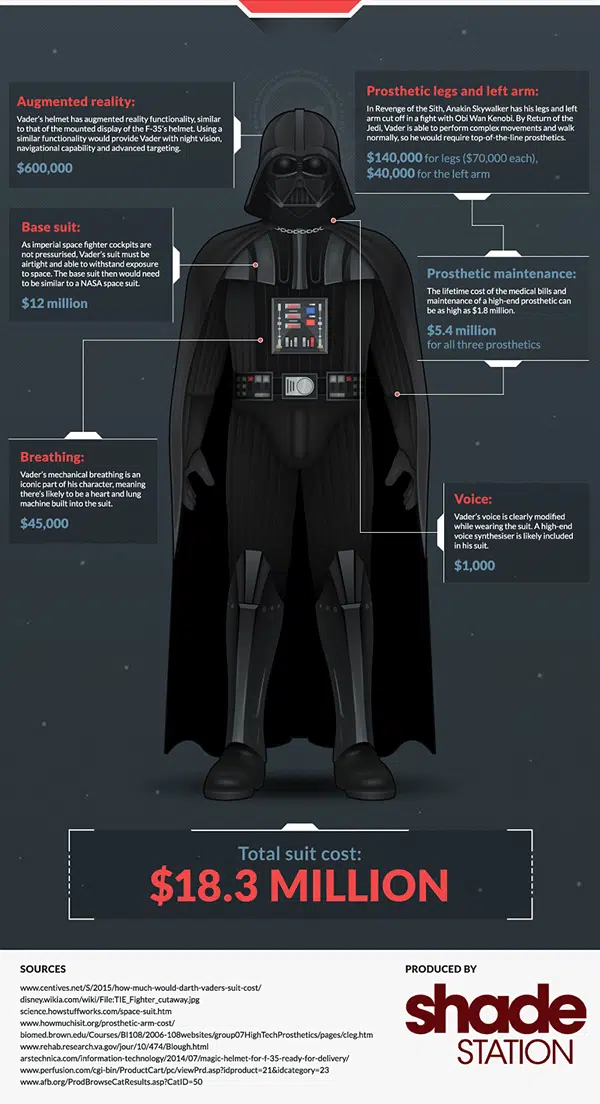 Augmented reality:
Vader's helmet has augmented reality functionality, similar
to that of the mounted display of the F-35's helmet. Using a
similar functionality would provide Vader with night vision,
navigational capability and advanced targeting.
$600,000
Prosthetic legs and left arm:
In Revenge of the Sith, Anakin Skywalker has his legs and left
arm cut off in a fight with Obi Wan Kenobi. By Return of the
Jedi, Vader is able to perform complex movements and walk
normally, so he would require top-of-the-line prosthetics.
$140,000 for legs ($70,000 each),
$40,000 for the left arm
Base suit:
As imperial space fighter cockpits are
not pressurised, Vader's suit must be
airtight and able to withstand exposure
to space. The base suit then would need
to be similar to a NASA space suit.
$12 million
Prosthetic maintenance:
The lifetime cost of the medical bills and
maintenance of a high-end prosthetic can
be as high as $1.8 million.
$5.4 million
for all three prosthetics
Breathing:
Vader's mechanical breathing is an
iconic part of his character, meaning
there's likely to be a heart and lung
machine built into the suit.
$45,000
Voice:
Vader's voice is clearly modified
while wearing the suit. A high-end
voice synthesiser is likely included
in his suit.
$1,000
Total suit cost:
$18.3 MILLION
SOURCES
www.centives.net/S/2015/how-much-would-darth-vaders-suit-cost/
disney.wikia.com/wiki/File:TIE_Fighter_cutaway.jpg
science.howstuffworks.com/space-suit.htm
www.howmuchisit.org/prosthetic-arm-cost/
biomed.brown.edu/Courses/BI108/2006-108websites/group07HighTechProsthetics/pages/cleg.htm
www.rehab.research.va.gov/jour/10/474/Blough.html
arstechnica.com/information-technology/2014/07/magic-helmet-for-f-35-ready-for-delivery/
www.perfusion.com/cgi-bin/ProductCart/pc/viewPrd.asp?idproduct=21&idcategory=23
www.afb.org/ProdBrowseCatResults.asp?CatID=50
PRODUCED BY
shade
STATION